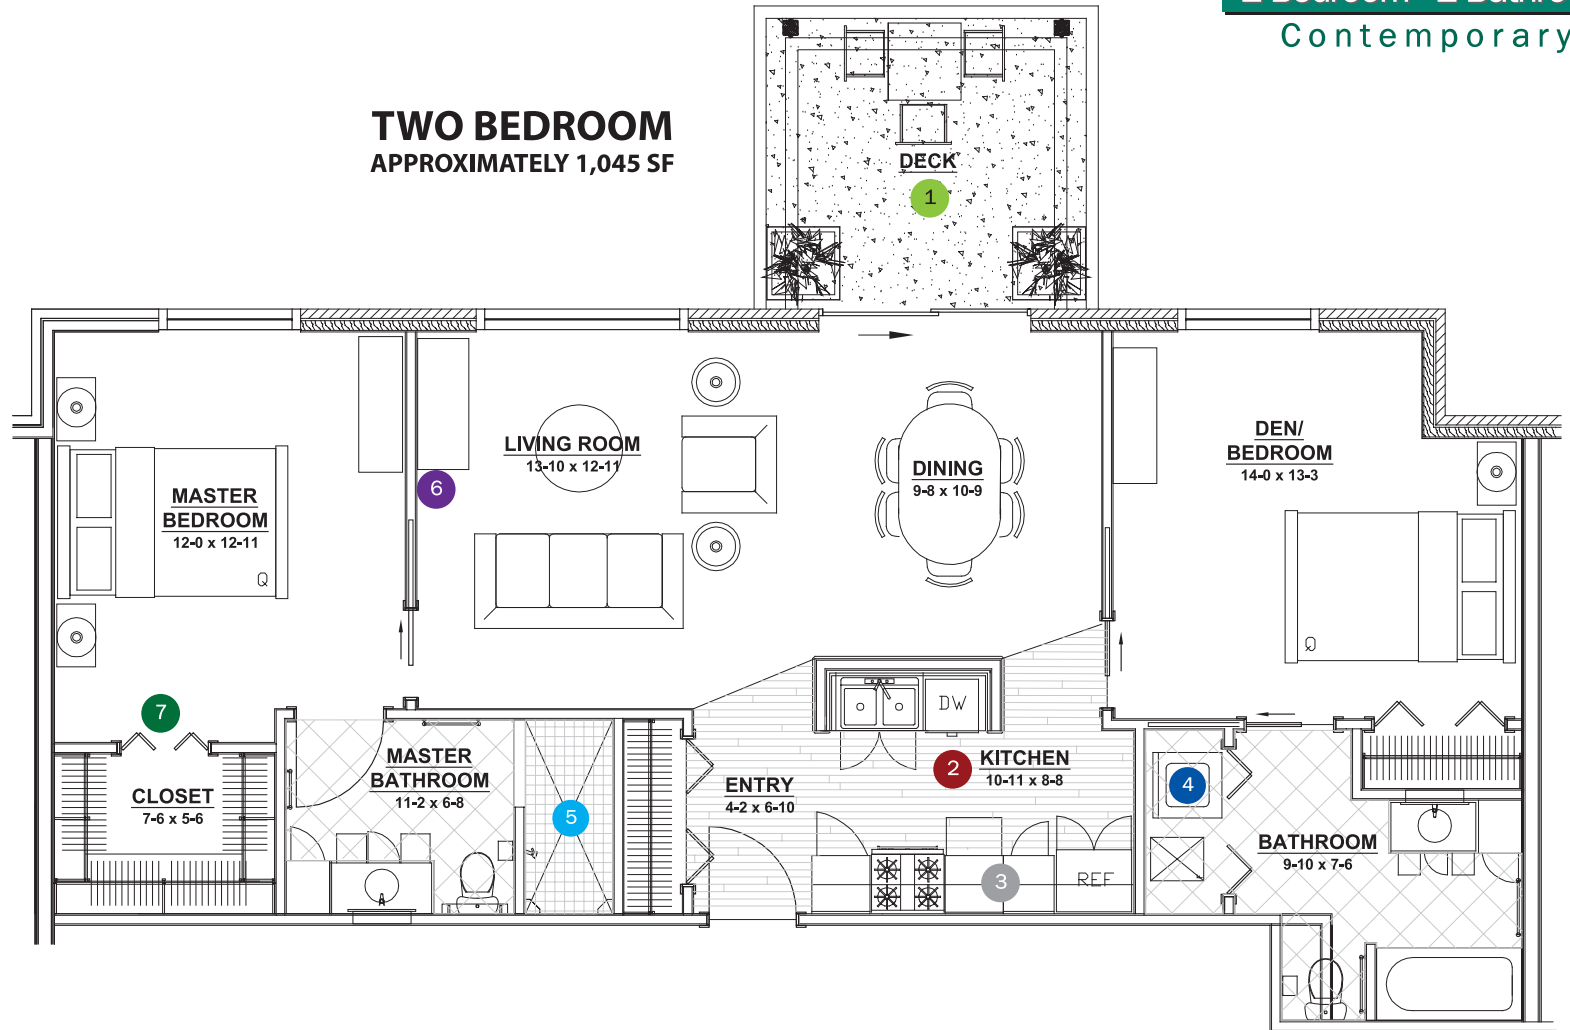 Contemporary
TWO BEDROOM
APPROXIMATELY 1,045 SF
DECK
1
LIVING ROOM
13-10 x 12-11
DINING
9-8 x 10-9
DEN/
BEDROOM
14-0 x 13-3
6
MASTER
BEDROOM
12-0 x 12-11
Q
Q
7
DW
MASTER
BATHROOM
11-2 x 6-8
2
KITCHEN
10-11 x 8-8
ENTRY
4-2 x 6-10
4
CLOSET
7-6 x 5-6
5
BATHROOM
9-10 x 7-6
3
REF